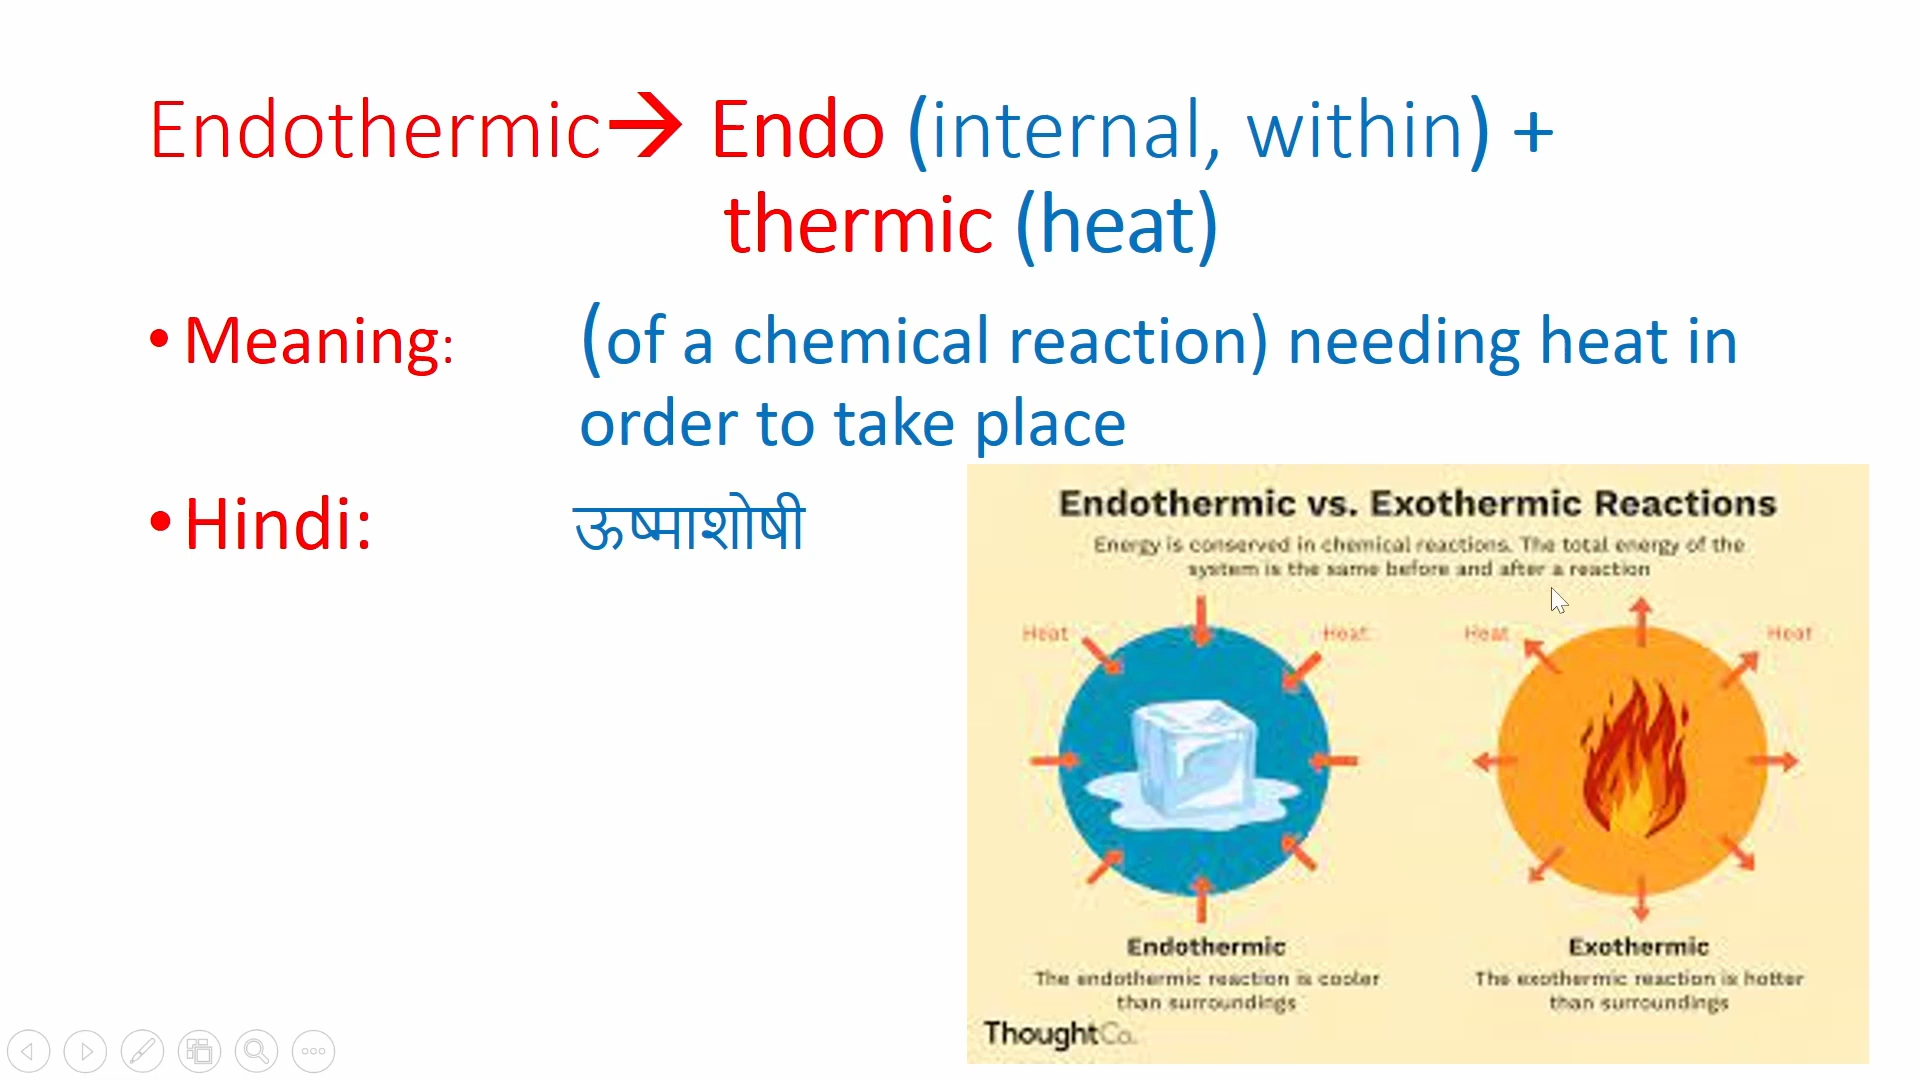 Endothermic→ Endo (internal, within) +
thermic (heat)
• Meaning: (of a chemical reaction) needing heat in
order to take place
• Hindi: ऊष्माशोषी
Endothermic vs. Exothermic Reactions
Energy is conserved in chemical reactions. The total energy of the
system is the same before and after a reaction
Heat Heat Heat Heat
Endothermic
The endothermic reaction is cooler
than surroundings
Exothermic
The exothermic reaction is hotter
than surroundings
ThoughtCo.